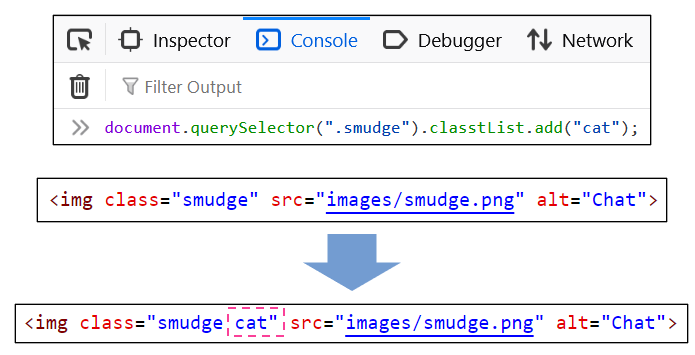 Inspector Console Debugger Network
Filter Output
document.querySelector(".smudge").classtList.add("cat");
<img class="smudge" src="images/smudge.png" alt="Chat">
<img class="smudge cat" src="images/smudge.png" alt="Chat">